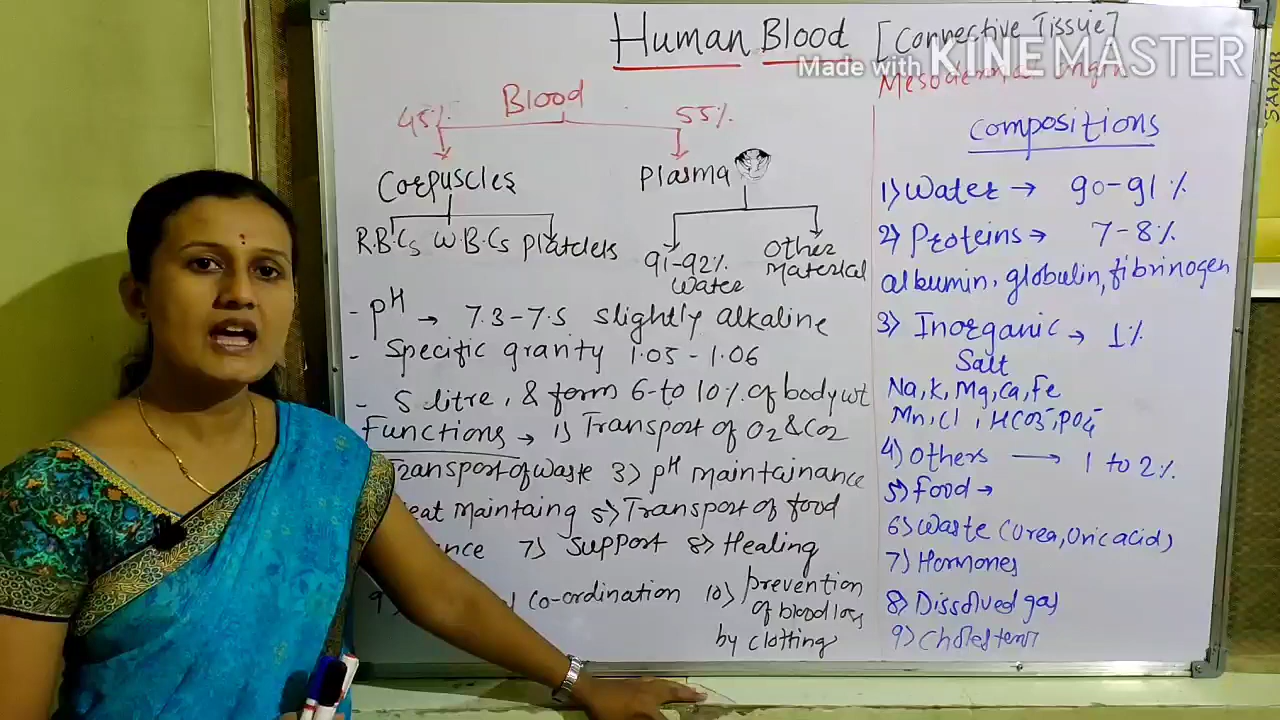 Human Blood [Connective Tissue]
Made with KINEMASTER
Mesodermal origin
Blood
45% 55%
Corpuscles Plasma
R.B.Cs W.B.Cs Platelets
91-92% Water
Other material
- pH → 7.3-7.5 slightly alkaline
- Specific granity 1.05-1.06
- 5 litre, & form 6-to 10% of body wt
Functions → 1) Transport of O2 & CO2
Transport of waste 3) pH maintainance
eat maintaing 5) Transport of food
ance 7) Support 8) Healing
9) co-ordination 10) prevention
of blood loss
by clotting
Compositions
1) Water → 90-91%
2) Proteins → 7-8%
albumin, globulin, fibrinogen
3) Inorganic → 1%
Salt
Na, K, Mg, Ca, Fe
Mn, Cl, HCO3-, PO4-
4) Others → 1 to 2%
5) Food →
6) Waste (Urea, Uric acid)
7) Hormones
8) Dissolved gas
9)
SABAR